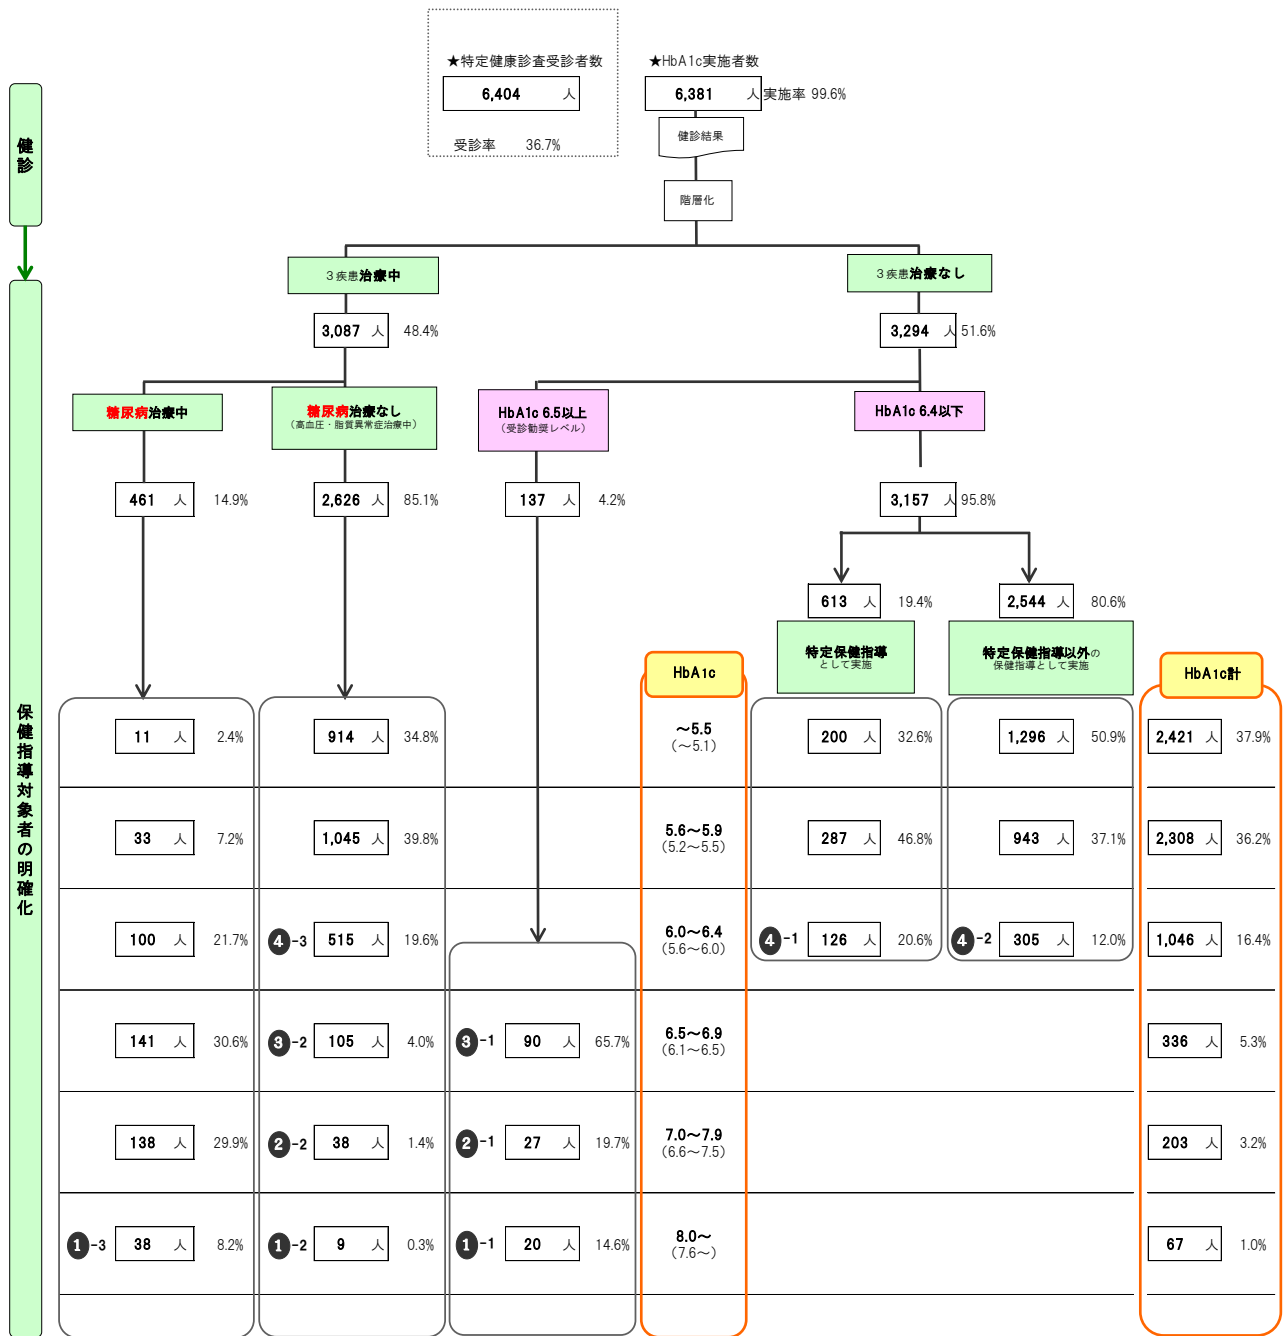 ★特定健康診査受診者数
★HbA1c実施者数
6,404 人
6,381 人 実施率 99.6%
受診率 36.7%
健診結果
階層化
健診
3疾患治療中
3疾患治療なし
3,087 人 48.4%
3,294 人 51.6%
糖尿病治療中
糖尿病治療なし
(高血圧・脂質異常症治療中)
HbA1c 6.5以上
(受診勧奨レベル)
HbA1c 6.4以下
461 人 14.9%
2,626 人 85.1%
137 人 4.2%
3,157 人 95.8%
613 人 19.4%
2,544 人 80.6%
特定保健指導
として実施
特定保健指導以外の
保健指導として実施
HbA1c
HbA1c計
保健指導対象者の明確化
11 人 2.4%
914 人 34.8%
~5.5
(~5.1)
200 人 32.6%
1,296 人 50.9%
2,421 人 37.9%
33 人 7.2%
1,045 人 39.8%
5.6~5.9
(5.2~5.5)
287 人 46.8%
943 人 37.1%
2,308 人 36.2%
100 人 21.7%
❹-3 515 人 19.6%
6.0~6.4
(5.6~6.0)
❹-1 126 人 20.6%
❹-2 305 人 12.0%
1,046 人 16.4%
141 人 30.6%
❸-2 105 人 4.0%
❸-1 90 人 65.7%
6.5~6.9
(6.1~6.5)
336 人 5.3%
138 人 29.9%
❷-2 38 人 1.4%
❷-1 27 人 19.7%
7.0~7.9
(6.6~7.5)
203 人 3.2%
❶-3 38 人 8.2%
❶-2 9 人 0.3%
❶-1 20 人 14.6%
8.0~
(7.6~)
67 人 1.0%